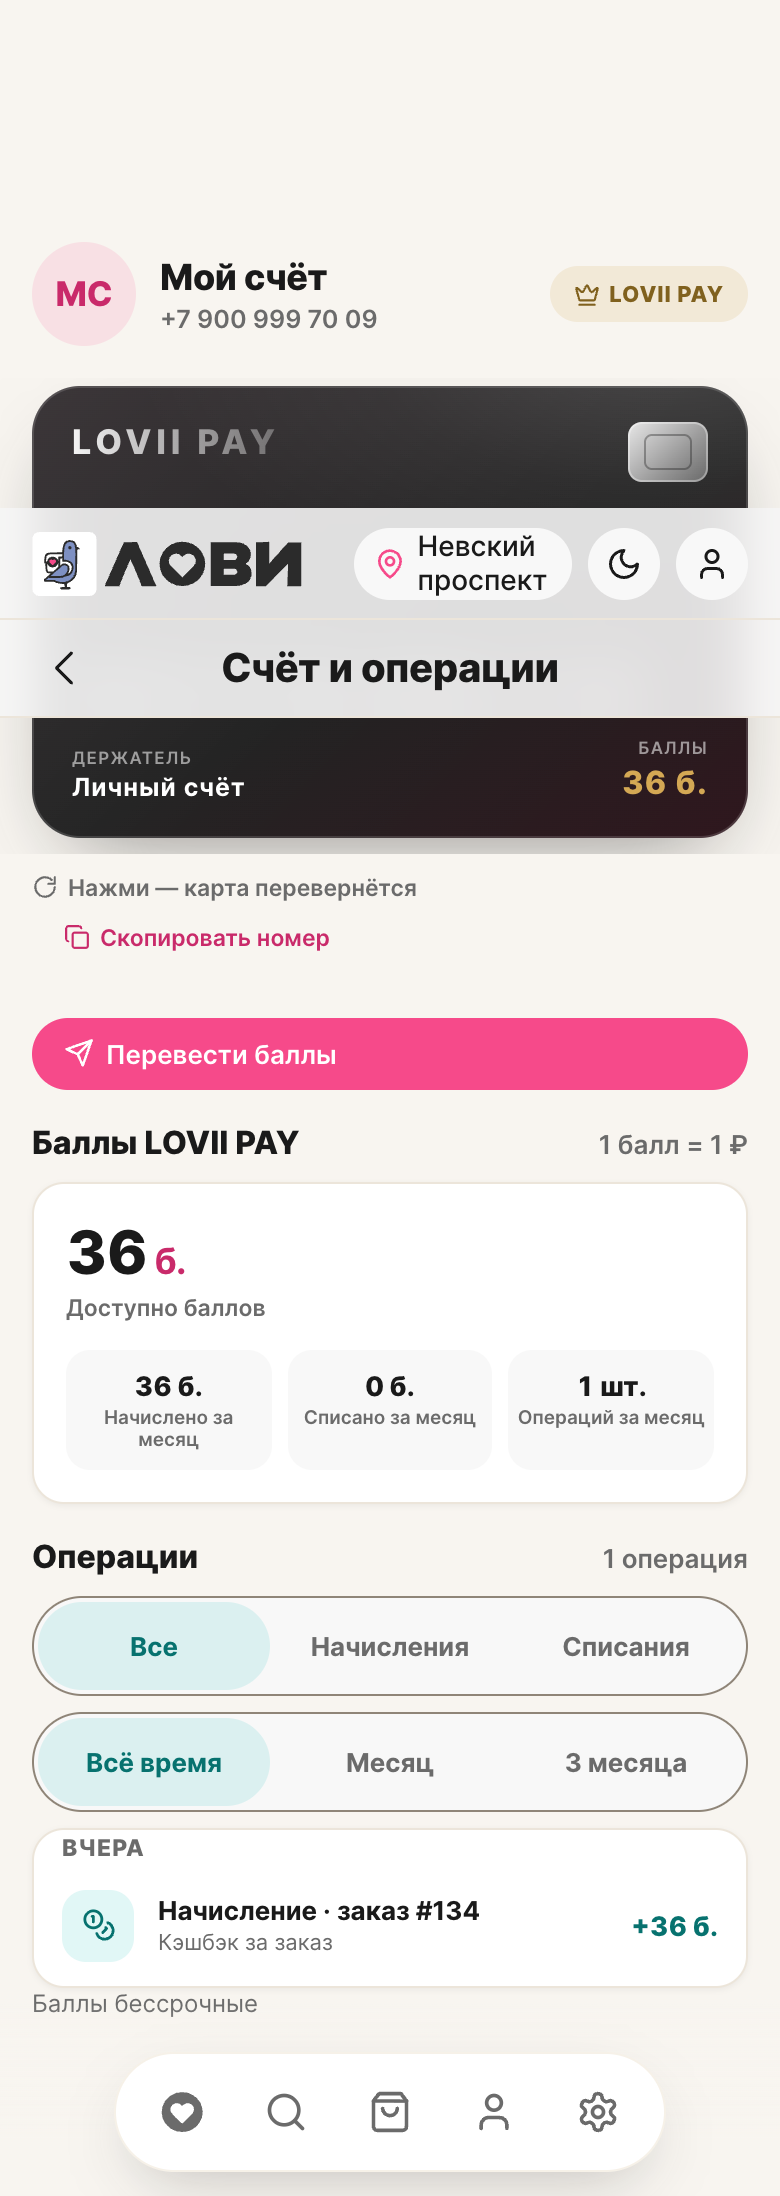 МС
Мой счёт
+7 900 999 70 09
LOVII PAY
LOVII PAY
ЛОВИ
Невский
проспект
Счёт и операции
ДЕРЖАТЕЛЬ
Личный счёт
БАЛЛЫ
36 б.
Нажми — карта перевернётся
Скопировать номер
Перевести баллы
Баллы LOVII PAY
1 балл = 1 ₽
36 б.
Доступно баллов
36 б.
Начислено за
месяц
0 б.
Списано за месяц
1 шт.
Операций за месяц
Операции
1 операция
Все
Начисления
Списания
Всё время
Месяц
3 месяца
ВЧЕРА
Начисление · заказ #134
Кэшбэк за заказ
+36 б.
Баллы бессрочные